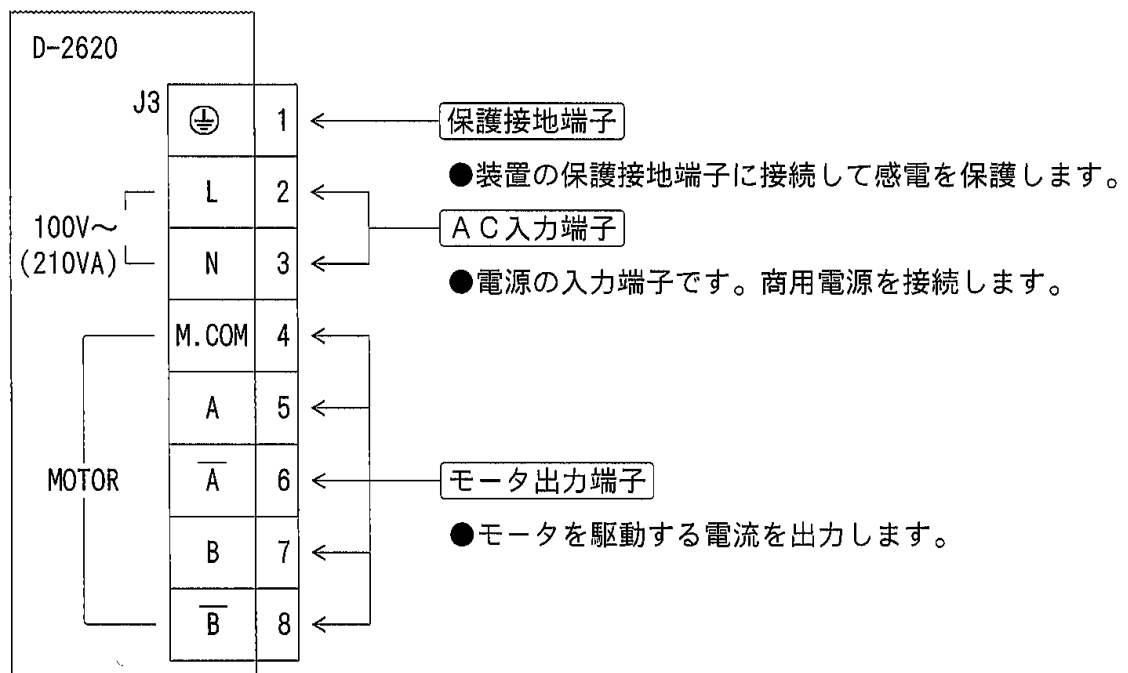 D-2620
J3
⏚ 1 保護接地端子
●装置の保護接地端子に接続して感電を保護します。
L 2
100V～
(210VA)
AC入力端子
N 3
●電源の入力端子です。商用電源を接続します。
M.COM 4
A 5
MOTOR
A̅ 6 モータ出力端子
B 7
●モータを駆動する電流を出力します。
B̅ 8